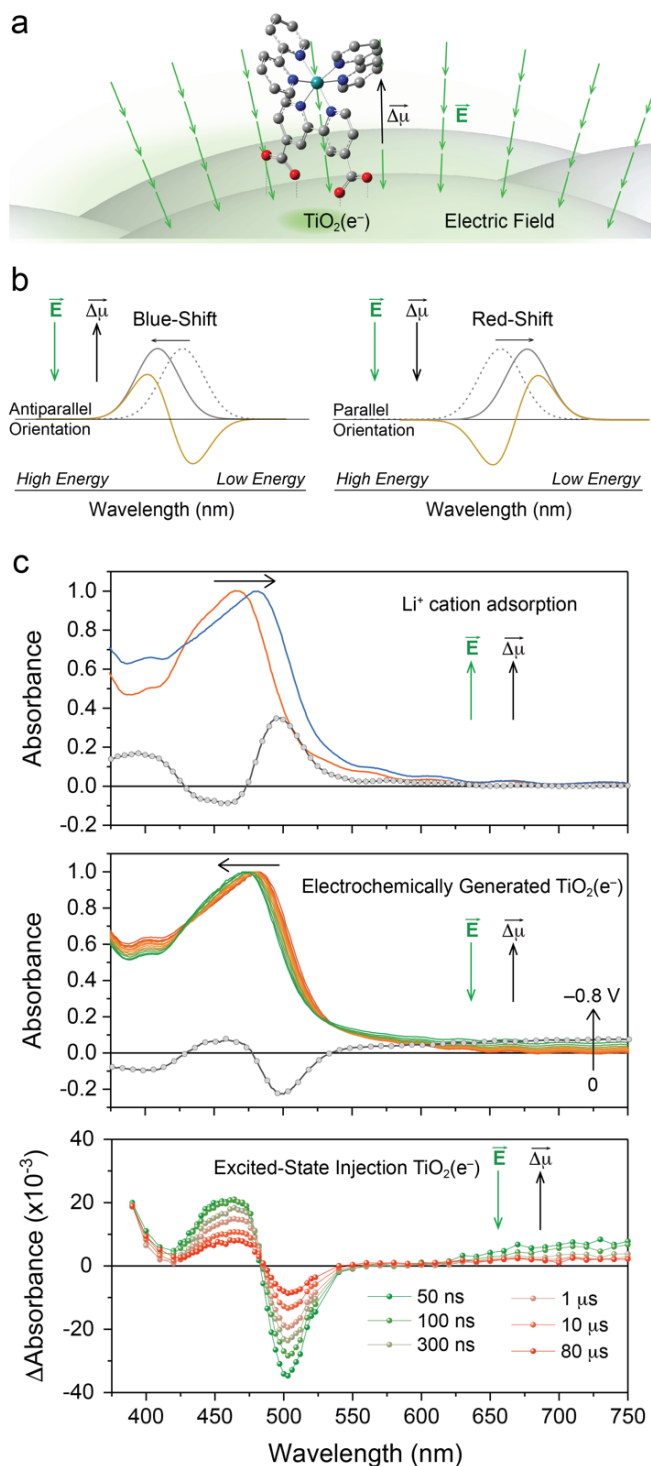 a
Δμ
E
TiO2(e−)
Electric Field
b
E Δμ
Blue-Shift
Antiparallel
Orientation
High Energy Low Energy
Wavelength (nm)
E Δμ
Red-Shift
Parallel
Orientation
High Energy Low Energy
Wavelength (nm)
c
Absorbance
1.0
0.8
0.6
0.4
0.2
0.0
-0.2
Li+ cation adsorption
E Δμ
Absorbance
1.0
0.8
0.6
0.4
0.2
0.0
-0.2
Electrochemically Generated TiO2(e−)
E Δμ
−0.8 V
0
ΔAbsorbance (x10-3)
40
20
0
-20
-40
Excited-State Injection TiO2(e−)
E Δμ
50 ns
100 ns
300 ns
1 μs
10 μs
80 μs
400 450 500 550 600 650 700 750
Wavelength (nm)